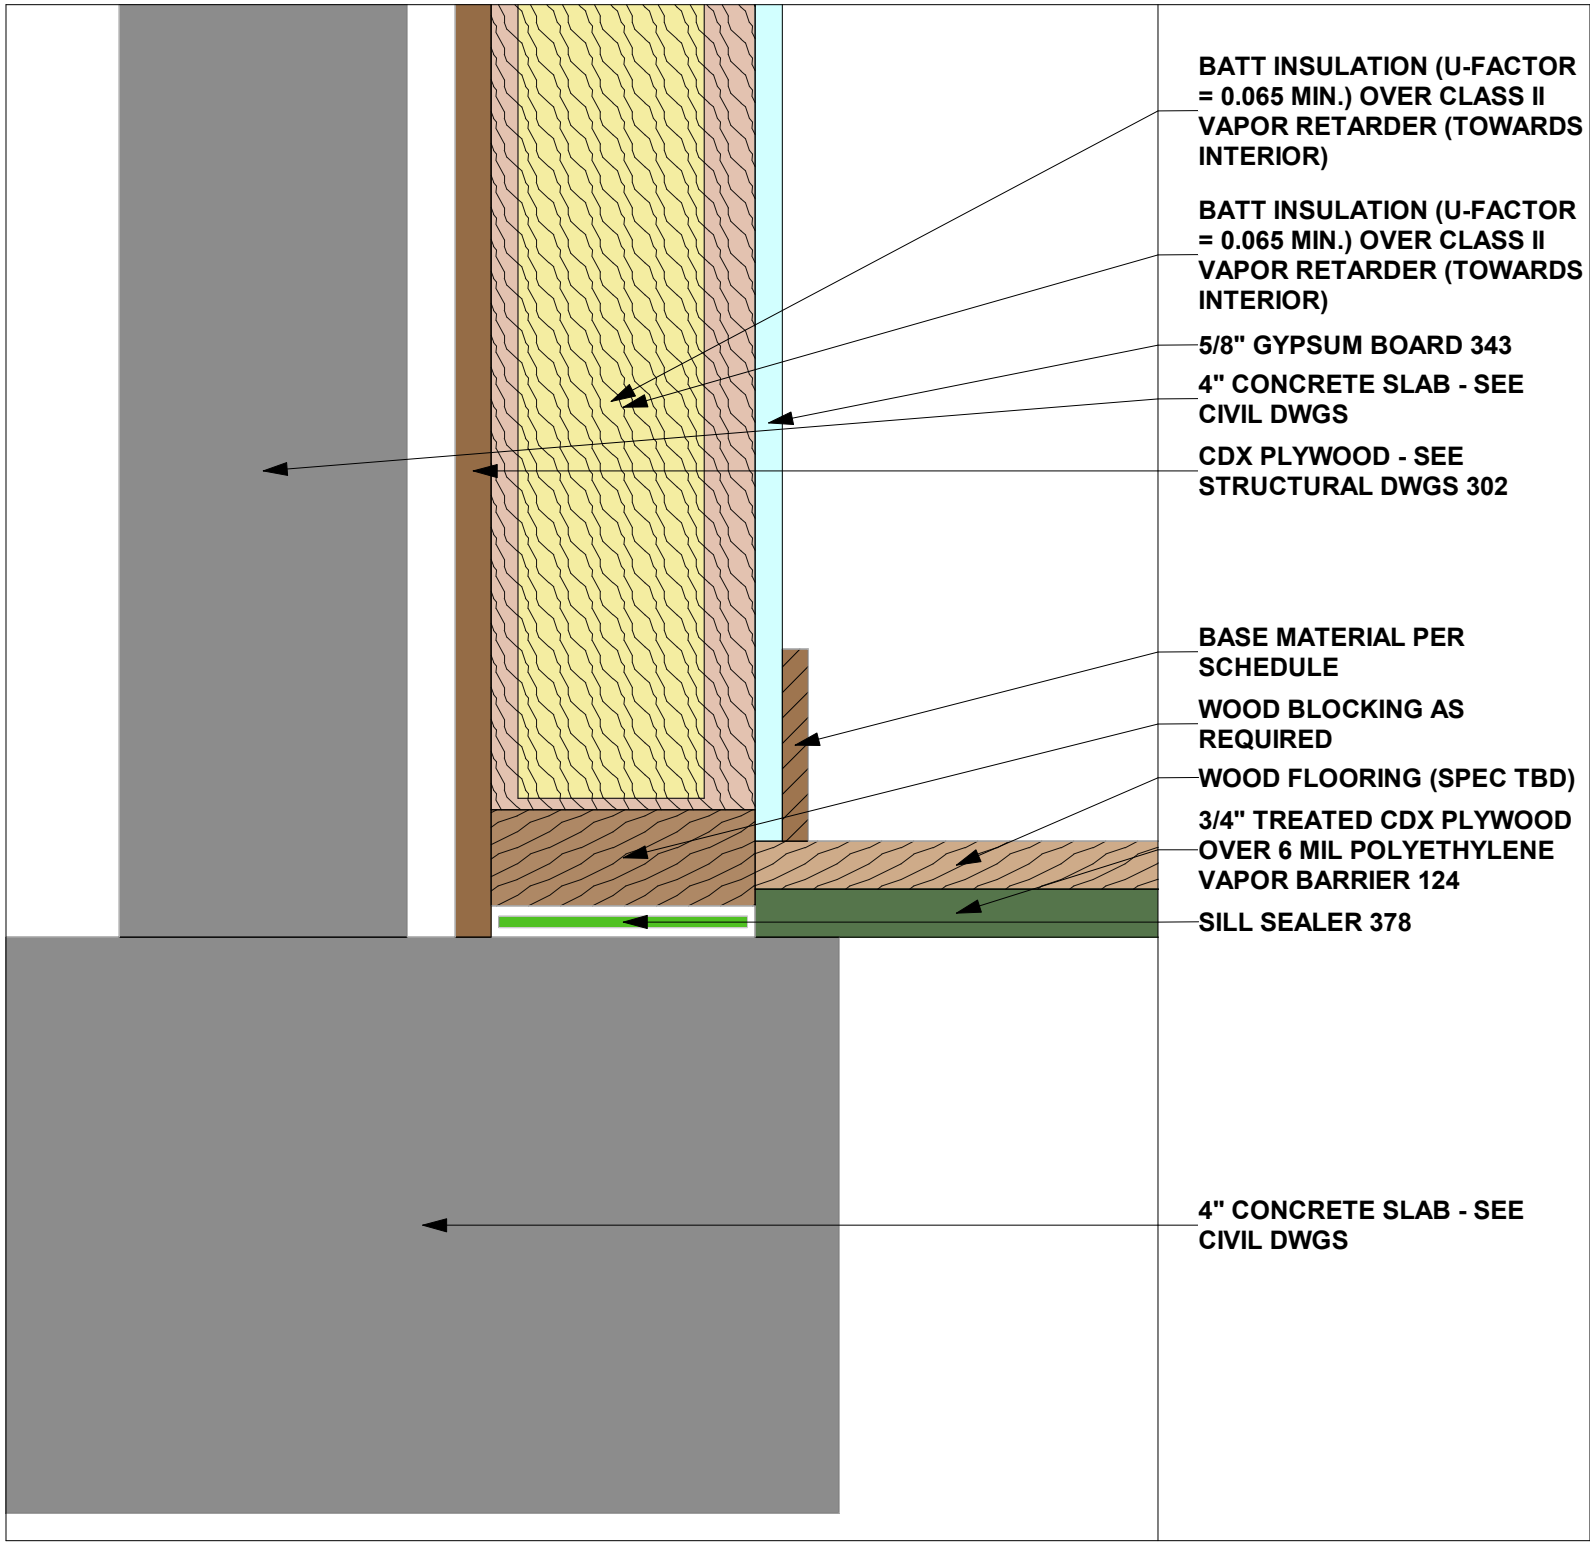 BATT INSULATION (U-FACTOR
= 0.065 MIN.) OVER CLASS II
VAPOR RETARDER (TOWARDS
INTERIOR)
BATT INSULATION (U-FACTOR
= 0.065 MIN.) OVER CLASS II
VAPOR RETARDER (TOWARDS
INTERIOR)
5/8" GYPSUM BOARD 343
4" CONCRETE SLAB - SEE
CIVIL DWGS
CDX PLYWOOD - SEE
STRUCTURAL DWGS 302
BASE MATERIAL PER
SCHEDULE
WOOD BLOCKING AS
REQUIRED
WOOD FLOORING (SPEC TBD)
3/4" TREATED CDX PLYWOOD
OVER 6 MIL POLYETHYLENE
VAPOR BARRIER 124
SILL SEALER 378
4" CONCRETE SLAB - SEE
CIVIL DWGS